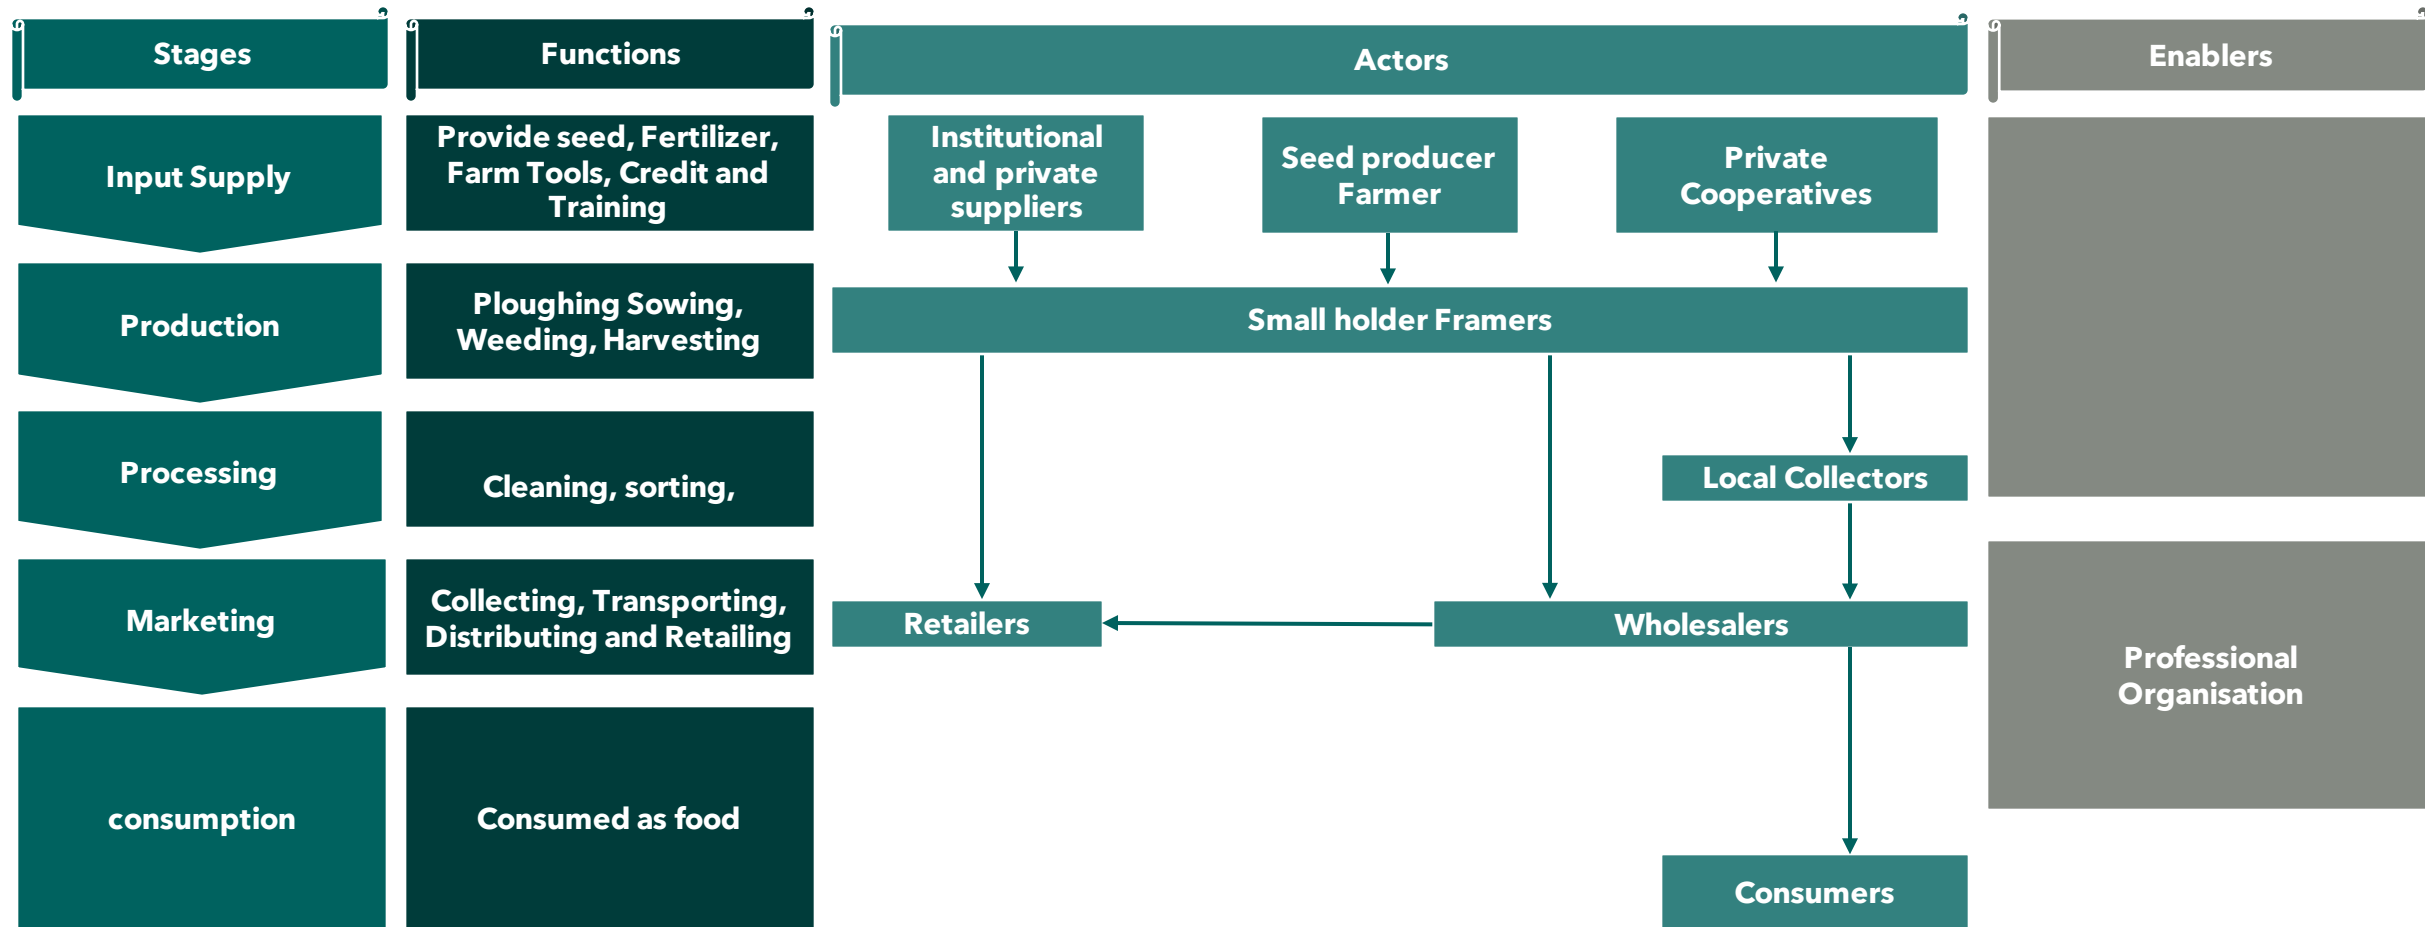 Stages
Functions
Actors
Enablers
Input Supply
Provide seed, Fertilizer,
Farm Tools, Credit and
Training
Institutional
and private
suppliers
Seed producer
Farmer
Private
Cooperatives
Production
Ploughing Sowing,
Weeding, Harvesting
Small holder Framers
Processing
Cleaning, sorting,
Local Collectors
Marketing
Collecting, Transporting,
Distributing and Retailing
Retailers
Wholesalers
Professional
Organisation
consumption
Consumed as food
Consumers